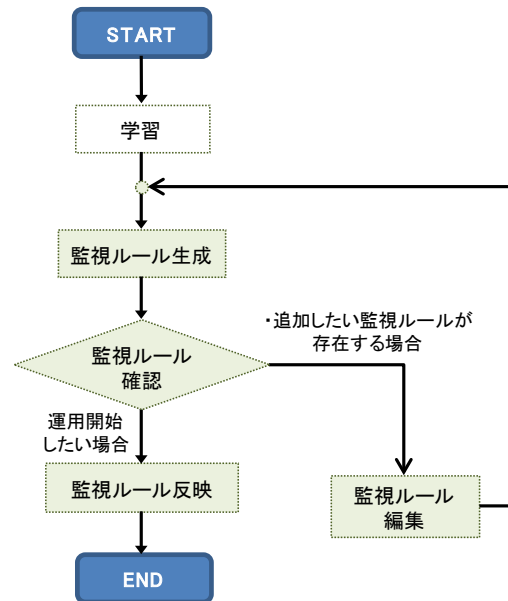 START
学習
監視ルール生成
・追加したい監視ルールが
存在する場合
監視ルール
確認
運用開始
したい場合
監視ルール反映
監視ルール
編集
END